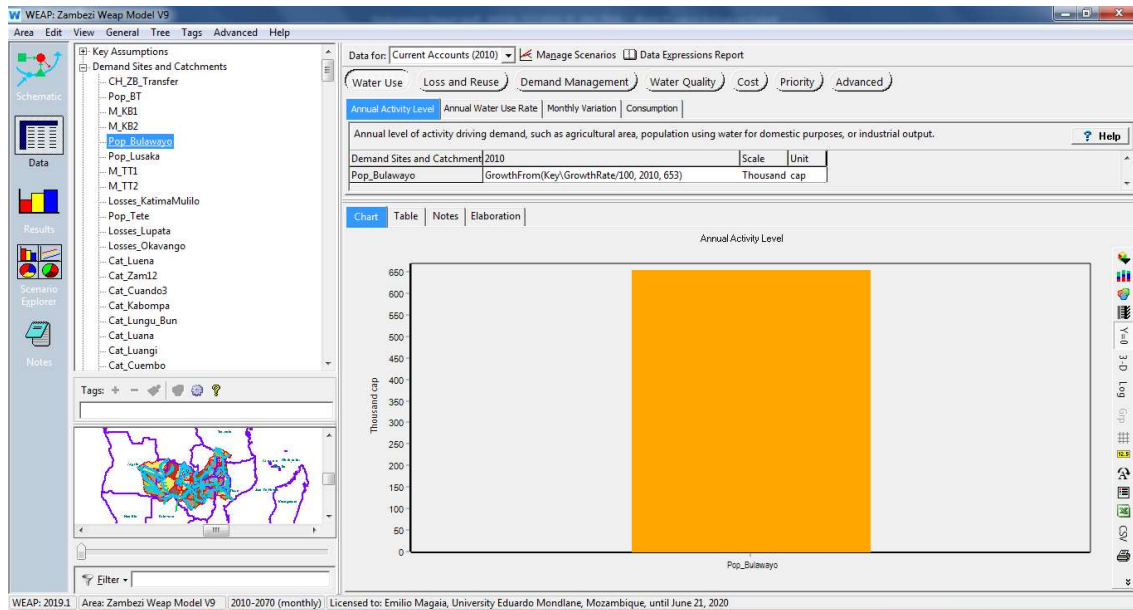 WEAP: Zambezi Weap Model V9
Area Edit View General Tree Tags Advanced Help
Schematic
Data
Results
Scenario
Explorer
Notes
Key Assumptions
Demand Sites and Catchments
CH_ZB_Transfer
Pop_BT
M_KB1
M_KB2
Pop_Bulawayo
Pop_Lusaka
M_TT1
M_TT2
Losses_KatimaMulilo
Pop_Tete
Losses_Lupata
Losses_Okavango
Cat_Luena
Cat_Zam12
Cat_Cuando3
Cat_Kabompa
Cat_Lungu_Bun
Cat_Luana
Cat_Luangi
Cat_Cuembo
Tags:
Filter
Data for: Current Accounts (2010) Manage Scenarios Data Expressions Report
Water Use Loss and Reuse Demand Management Water Quality Cost Priority Advanced
Annual Activity Level Annual Water Use Rate Monthly Variation Consumption
Annual level of activity driving demand, such as agricultural area, population using water for domestic purposes, or industrial output.
? Help
Demand Sites and Catchment 2010 Scale Unit
Pop_Bulawayo GrowthFrom(Key\GrowthRate/100, 2010, 653) Thousand cap
Chart Table Notes Elaboration
Annual Activity Level
Thousand cap
650
600
550
500
450
400
350
300
250
200
150
100
50
0
Pop_Bulawayo
Y=0
3-D
Log
Grp
12.5
CSV
WEAP: 2019.1 Area: Zambezi Weap Model V9 2010-2070 (monthly) Licensed to: Emilio Magaia, University Eduardo Mondlane, Mozambique, until June 21, 2020